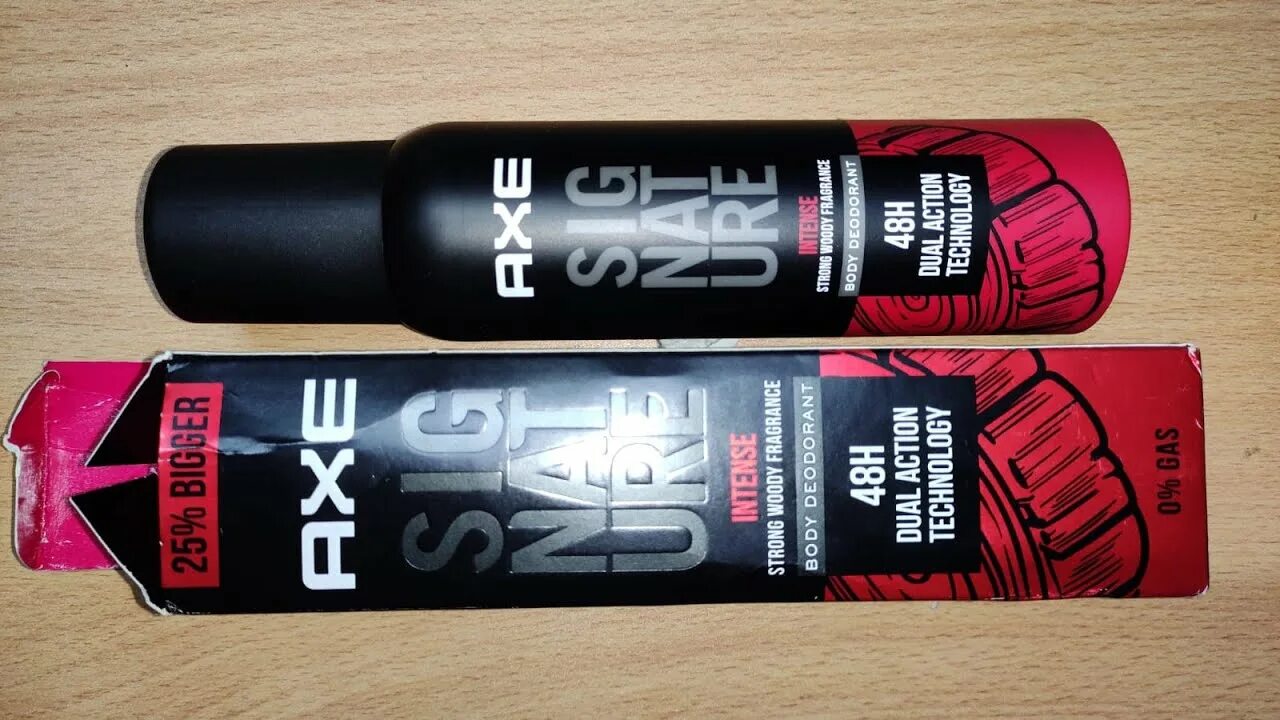 AXE
SIG
NAT
URE
INTENSE
STRONG WOODY FRAGRANCE
BODY DEODORANT
48H
DUAL ACTION
TECHNOLOGY
25% BIGGER
AXE
SIG
NAT
URE
INTENSE
STRONG WOODY FRAGRANCE
BODY DEODORANT
48H
DUAL ACTION
TECHNOLOGY
0% GAS